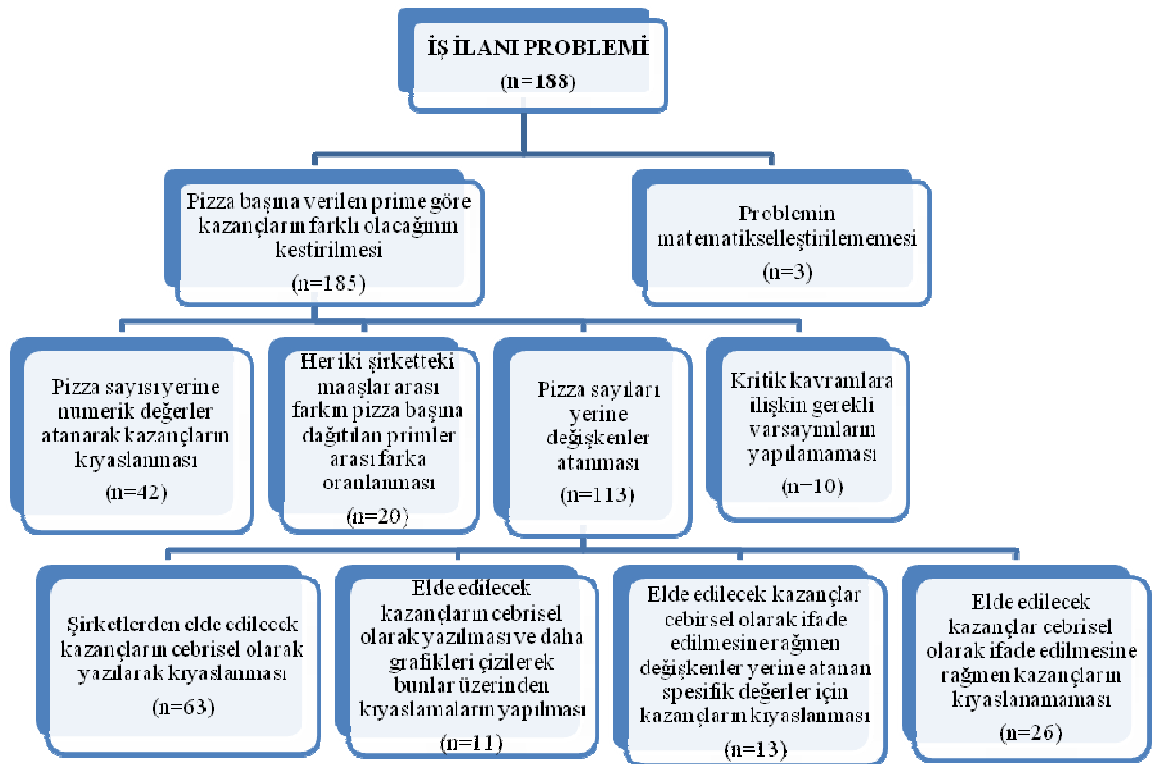 İŞ İLANI PROBLEMİ
(n=188)
Pizza başına verilen prime göre
kazançların farklı olacağının
kestirilmesi
(n=185)
Problemin
matematikselleştirilememesi
(n=3)
Pizza sayısı yerine
numerik değerler
atanarak kazançların
kıyaslanması
(n=42)
Her iki şirketteki
maaşlar arası
farkın pizza başına
dağıtılan primler
arası farka
oranlanması
(n=20)
Pizza sayıları
yerine
değişkenler
atanması
(n=113)
Kritik kavramlara
ilişkin gerekli
varsayımların
yapılamaması
(n=10)
Şirketlerden elde edilecek
kazançların cebrisel olarak
yazılarak kıyaslanması
(n=63)
Elde edilecek
kazançların cebrisel
olarak yazılması ve daha
grafikleri çizilerek
bunlar üzerinden
kıyaslamaların yapılması
(n=11)
Elde edilecek kazançlar
cebirsel olarak ifade
edilmesine rağmen
değişkenler yerine atanan
spesifik değerler için
kazançların kıyaslanması
(n=13)
Elde edilecek
kazançlar cebrisel
olarak ifade edilmesine
rağmen kazançların
kıyaslanamaması
(n=26)